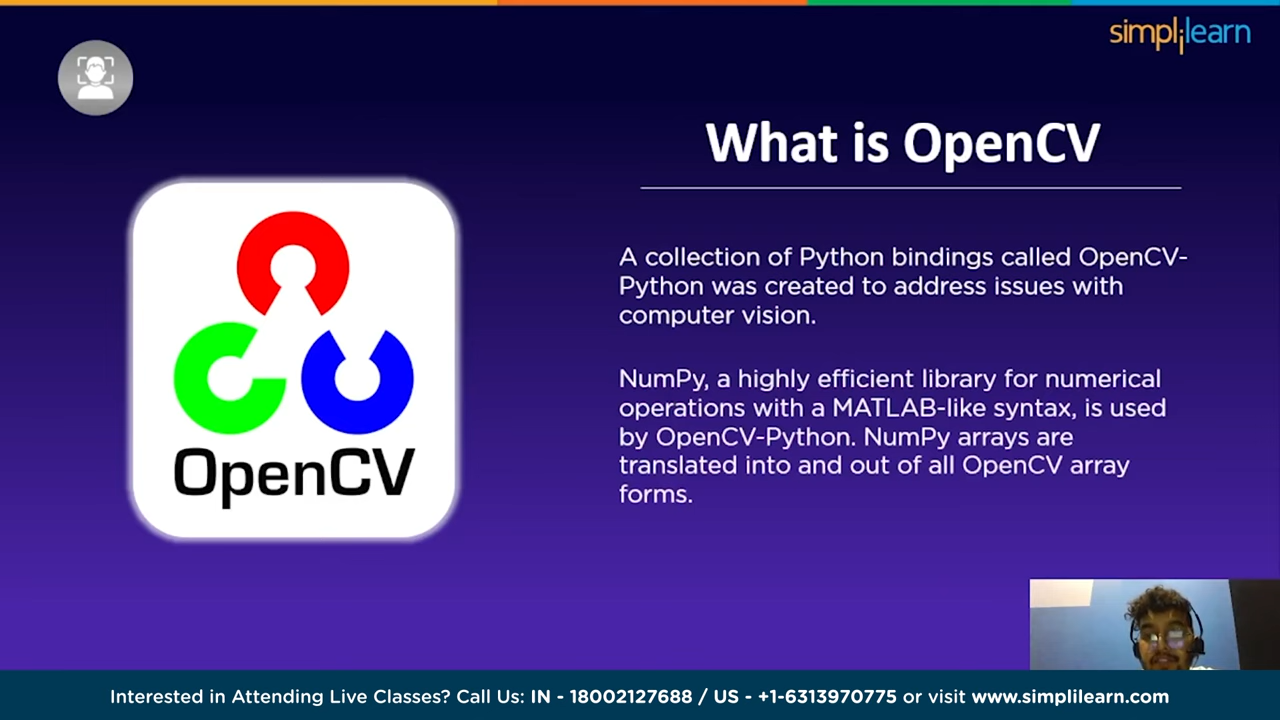 simplilearn
What is OpenCV
A collection of Python bindings called OpenCV-
Python was created to address issues with
computer vision.
NumPy, a highly efficient library for numerical
operations with a MATLAB-like syntax, is used
by OpenCV-Python. NumPy arrays are
translated into and out of all OpenCV array
forms.
OpenCV
Interested in Attending Live Classes? Call Us: IN - 18002127688 / US - +1-6313970775 or visit www.simplilearn.com